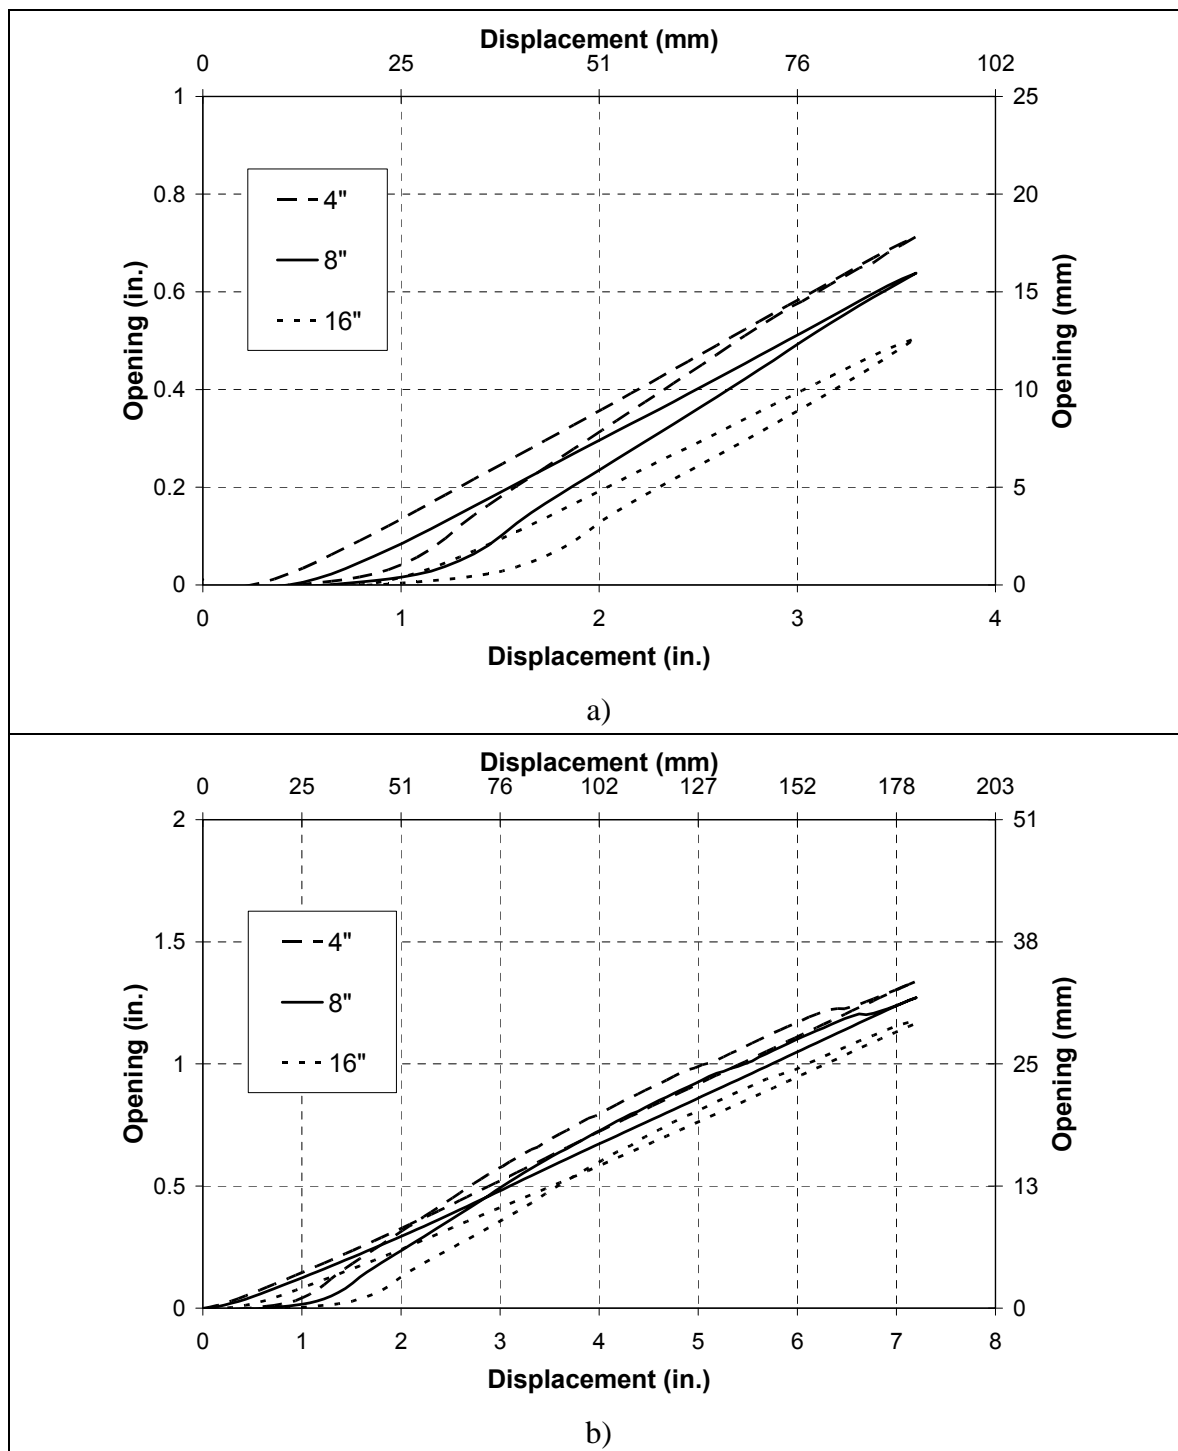 Displacement (mm)
0 25 51 76 102
1 25
0.8 20
0.6 15
0.4 10
0.2 5
0 0
4"
8"
16"
Opening (in.)
Opening (mm)
0 1 2 3 4
Displacement (in.)
a)
Displacement (mm)
0 25 51 76 102 127 152 178 203
2 51
1.5 38
1 25
0.5 13
0 0
4"
8"
16"
Opening (in.)
Opening (mm)
0 1 2 3 4 5 6 7 8
Displacement (in.)
b)